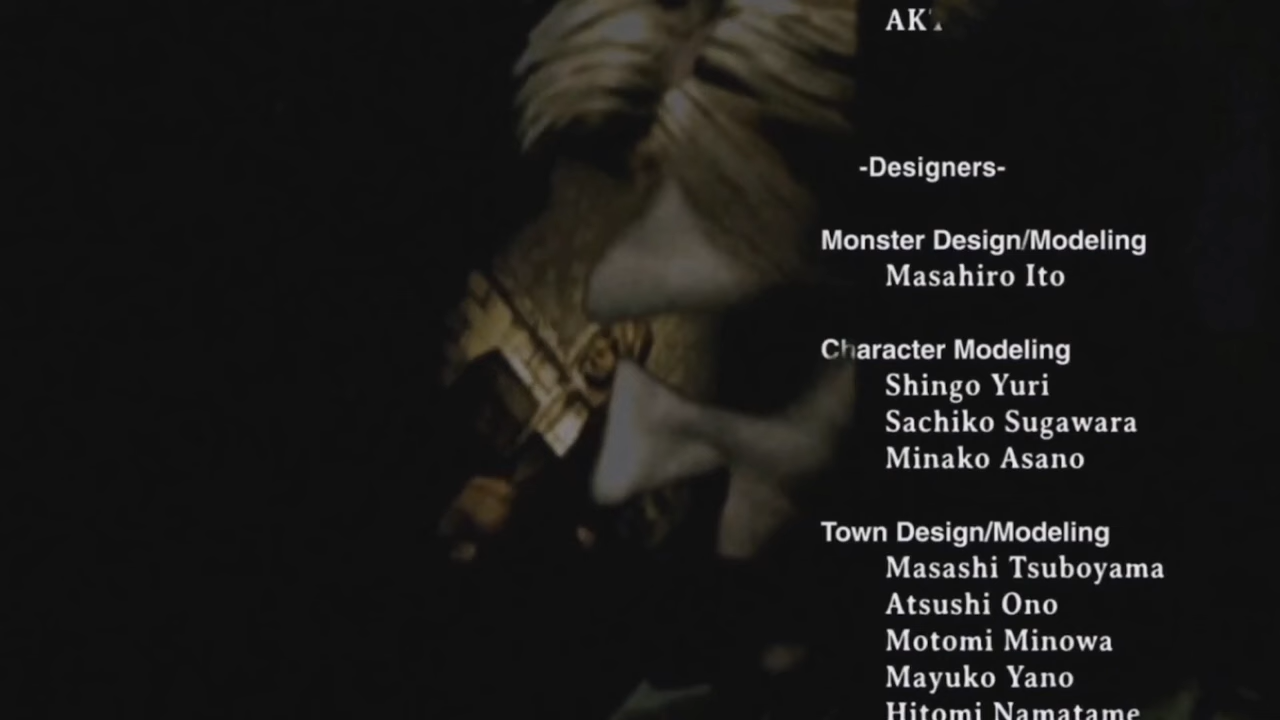 -Designers-
Monster Design/Modeling
Masahiro Ito
Character Modeling
Shingo Yuri
Sachiko Sugawara
Minako Asano
Town Design/Modeling
Masashi Tsuboyama
Atsushi Ono
Motomi Minowa
Mayuko Yano
Hitomi Namatame